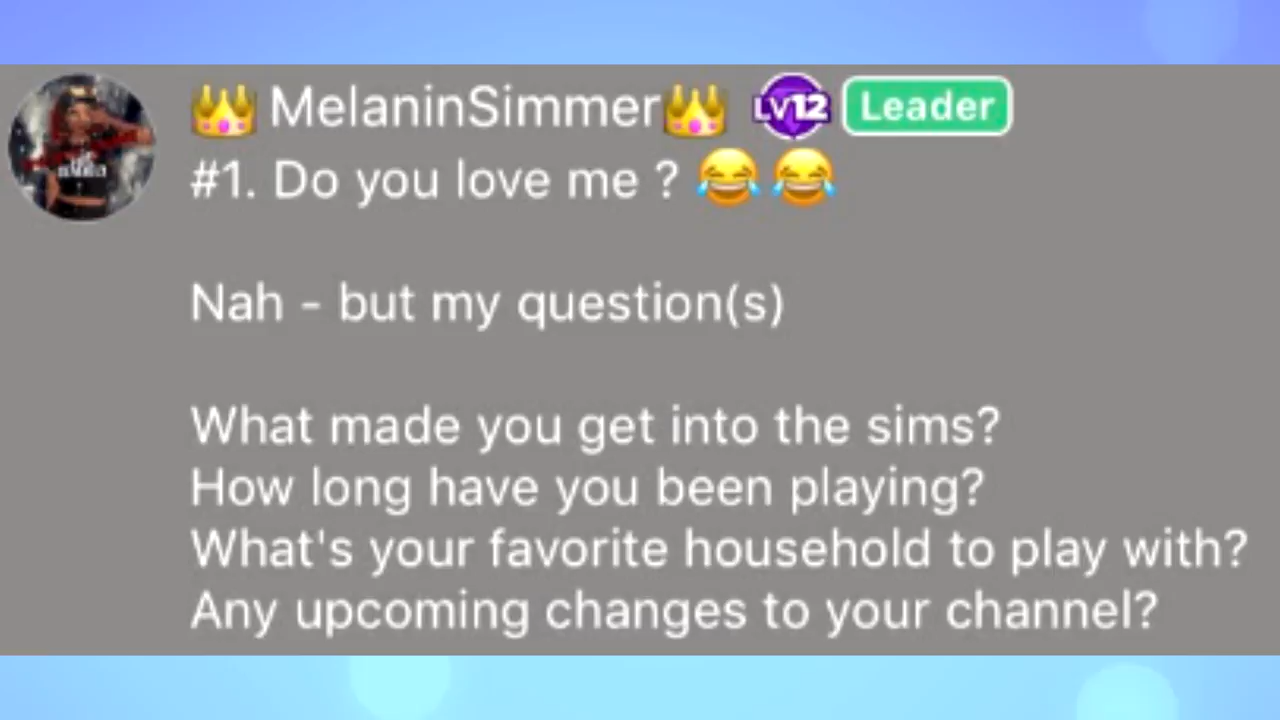 👑 MelaninSimmer👑 LV12 Leader
#1. Do you love me ? 😂😂
Nah - but my question(s)
What made you get into the sims?
How long have you been playing?
What's your favorite household to play with?
Any upcoming changes to your channel?